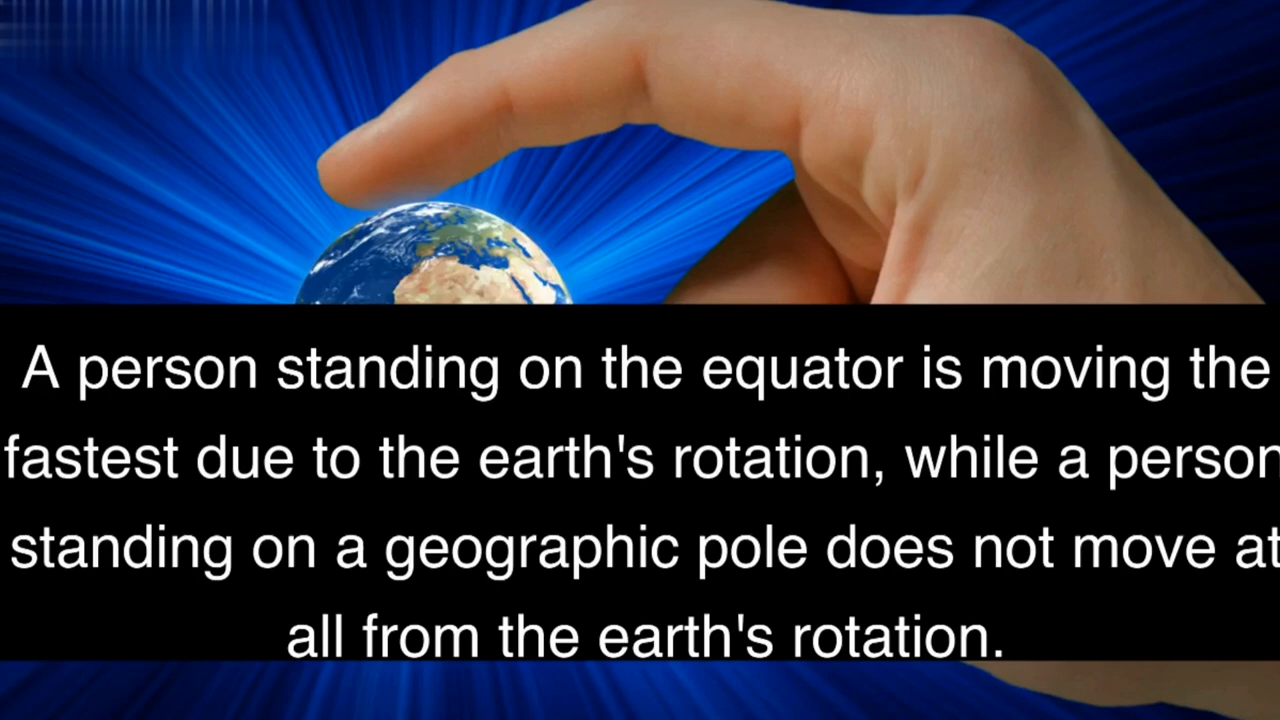 A person standing on the equator is moving the
fastest due to the earth's rotation, while a person
standing on a geographic pole does not move at
all from the earth's rotation.